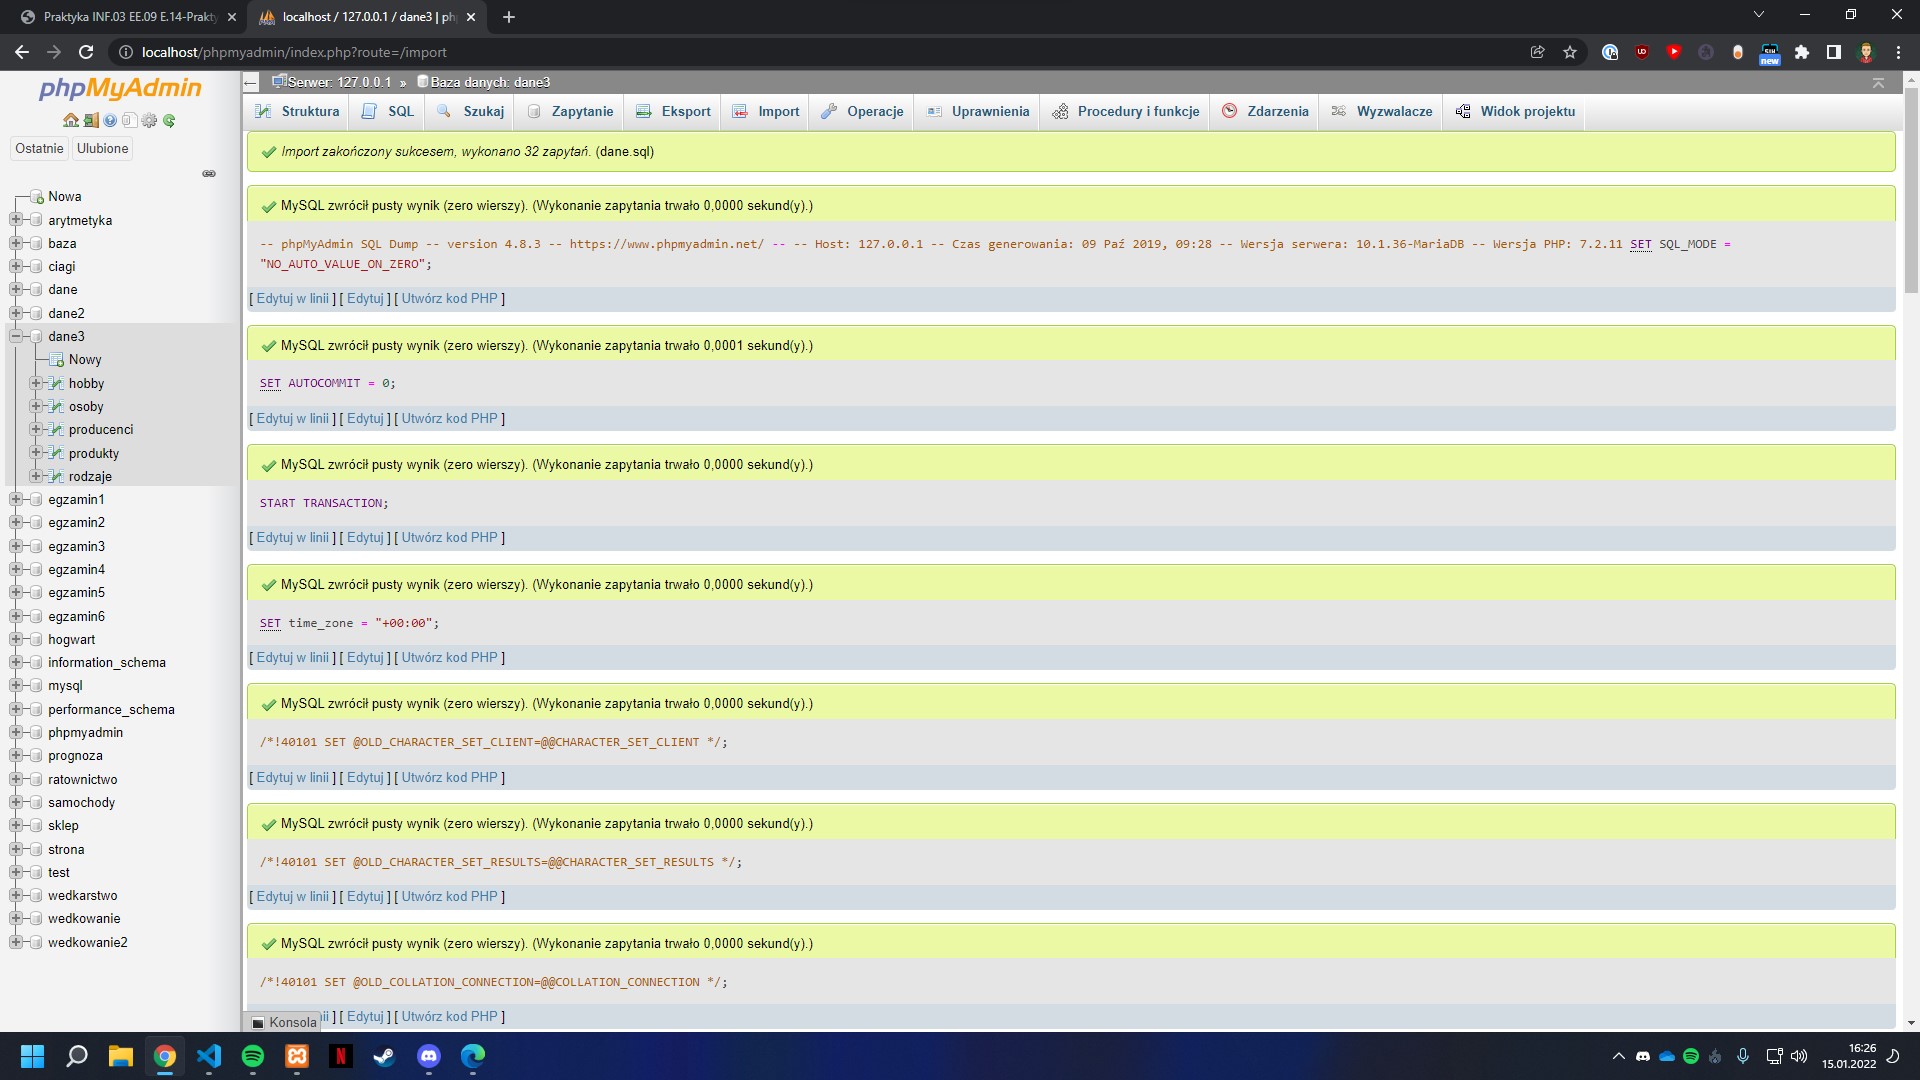 Praktyka INF.03 EE.09 E.14-Prakty
localhost / 127.0.0.1 / dane3 | ph
localhost/phpmyadmin/index.php?route=/import
new
phpMyAdmin
Ostatnie
Ulubione
Nowa
arytmetyka
baza
ciagi
dane
dane2
dane3
Nowy
hobby
osoby
producenci
produkty
rodzaje
egzamin1
egzamin2
egzamin3
egzamin4
egzamin5
egzamin6
hogwart
information_schema
mysql
performance_schema
phpmyadmin
prognoza
ratownictwo
samochody
sklep
strona
test
wedkarstwo
wedkowanie
wedkowanie2
Serwer: 127.0.0.1 » Baza danych: dane3
Struktura SQL Szukaj Zapytanie Eksport Import Operacje Uprawnienia Procedury i funkcje Zdarzenia Wyzwalacze Widok projektu
Import zakończony sukcesem, wykonano 32 zapytań. (dane.sql)
MySQL zwrócił pusty wynik (zero wierszy). (Wykonanie zapytania trwało 0,0000 sekund(y).)
-- phpMyAdmin SQL Dump -- version 4.8.3 -- https://www.phpmyadmin.net/ -- -- Host: 127.0.0.1 -- Czas generowania: 09 Paź 2019, 09:28 -- Wersja serwera: 10.1.36-MariaDB -- Wersja PHP: 7.2.11 SET SQL_MODE =
"NO_AUTO_VALUE_ON_ZERO";
[ Edytuj w linii ] [ Edytuj ] [ Utwórz kod PHP ]
MySQL zwrócił pusty wynik (zero wierszy). (Wykonanie zapytania trwało 0,0001 sekund(y).)
SET AUTOCOMMIT = 0;
[ Edytuj w linii ] [ Edytuj ] [ Utwórz kod PHP ]
MySQL zwrócił pusty wynik (zero wierszy). (Wykonanie zapytania trwało 0,0000 sekund(y).)
START TRANSACTION;
[ Edytuj w linii ] [ Edytuj ] [ Utwórz kod PHP ]
MySQL zwrócił pusty wynik (zero wierszy). (Wykonanie zapytania trwało 0,0000 sekund(y).)
SET time_zone = "+00:00";
[ Edytuj w linii ] [ Edytuj ] [ Utwórz kod PHP ]
MySQL zwrócił pusty wynik (zero wierszy). (Wykonanie zapytania trwało 0,0000 sekund(y).)
/*!40101 SET @OLD_CHARACTER_SET_CLIENT=@@CHARACTER_SET_CLIENT */;
[ Edytuj w linii ] [ Edytuj ] [ Utwórz kod PHP ]
MySQL zwrócił pusty wynik (zero wierszy). (Wykonanie zapytania trwało 0,0000 sekund(y).)
/*!40101 SET @OLD_CHARACTER_SET_RESULTS=@@CHARACTER_SET_RESULTS */;
[ Edytuj w linii ] [ Edytuj ] [ Utwórz kod PHP ]
MySQL zwrócił pusty wynik (zero wierszy). (Wykonanie zapytania trwało 0,0000 sekund(y).)
/*!40101 SET @OLD_COLLATION_CONNECTION=@@COLLATION_CONNECTION */;
Konsola ii ] [ Edytuj ] [ Utwórz kod PHP ]
16:26
15.01.2022